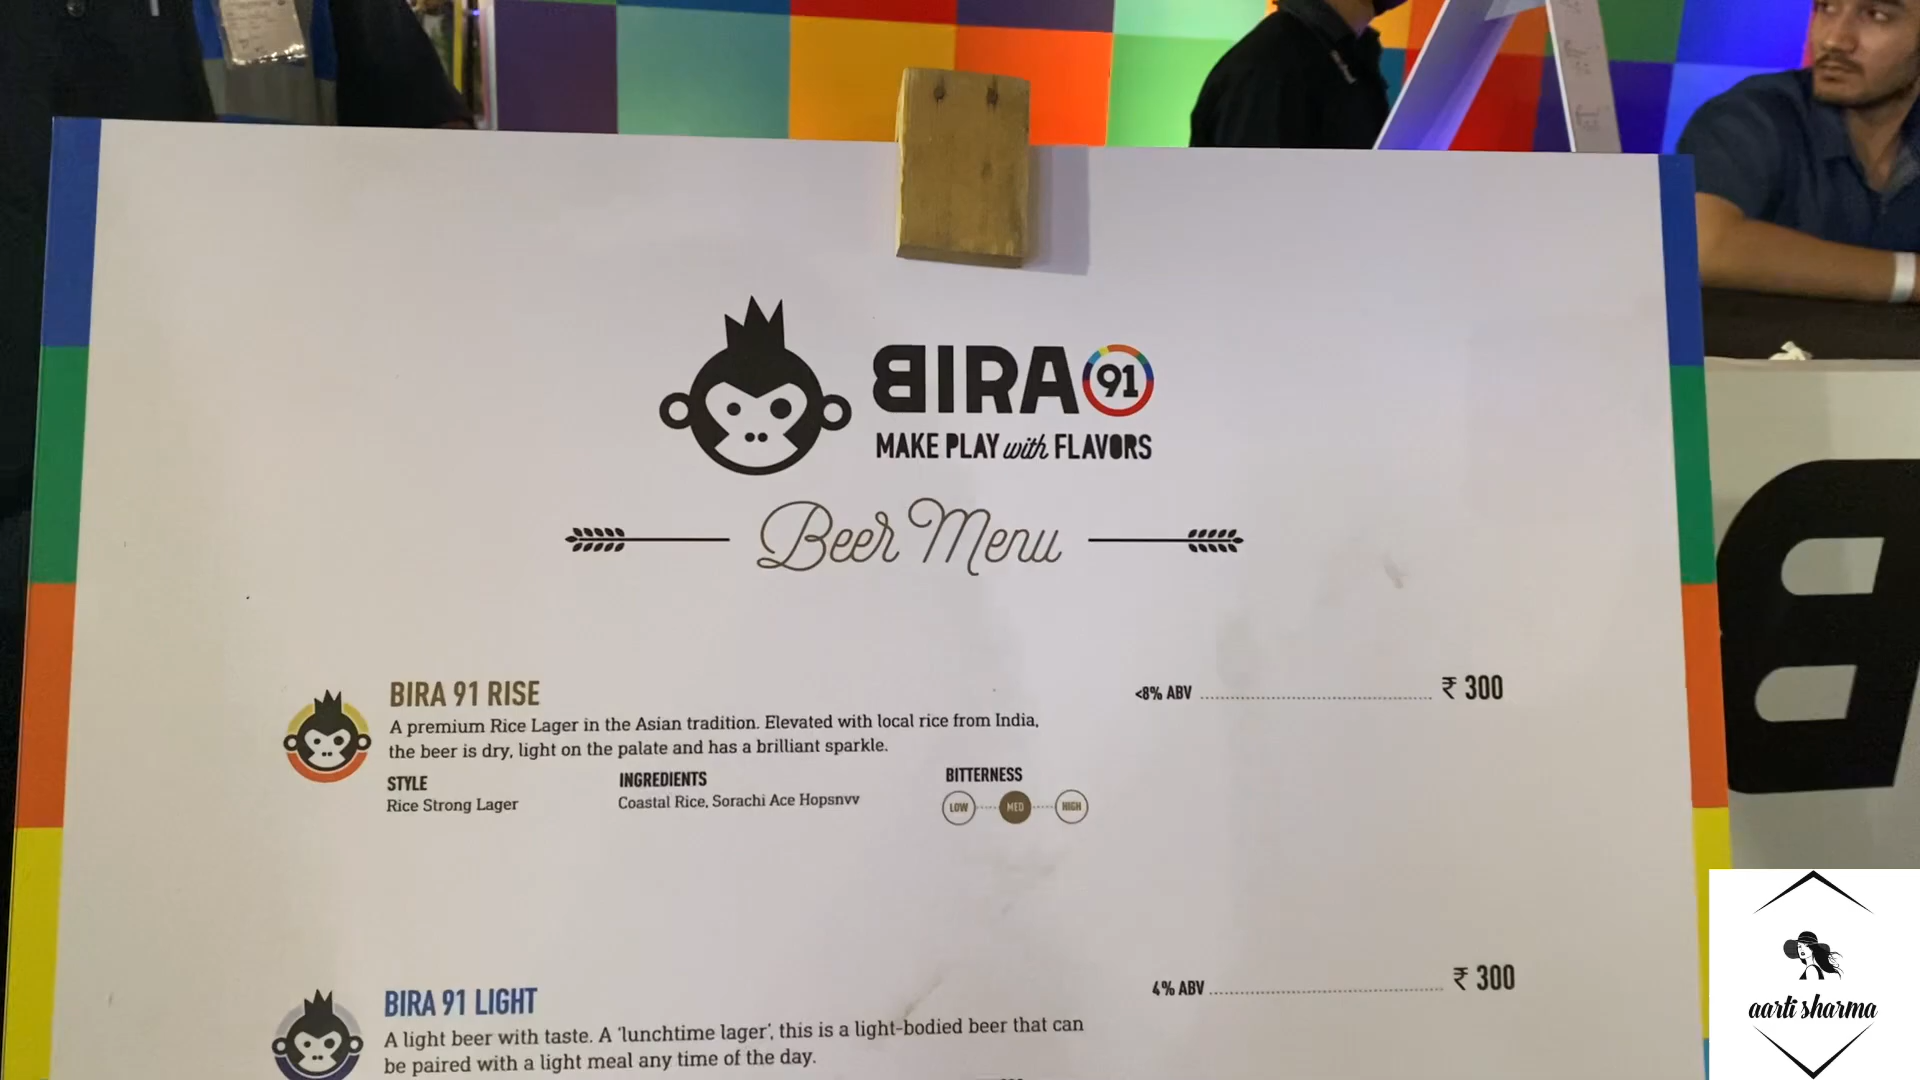 BIRA 91
MAKE PLAY with FLAVORS
Beer Menu
BIRA 91 RISE
<8% ABV ........ ₹ 300
A premium Rice Lager in the Asian tradition. Elevated with local rice from India,
the beer is dry, light on the palate and has a brilliant sparkle.
STYLE INGREDIENTS BITTERNESS
Rice Strong Lager Coastal Rice, Sorachi Ace Hopsnvv LOW MED HIGH
BIRA 91 LIGHT
4% ABV ........ ₹ 300
A light beer with taste. A 'lunchtime lager', this is a light-bodied beer that can
be paired with a light meal any time of the day.
aarti sharma